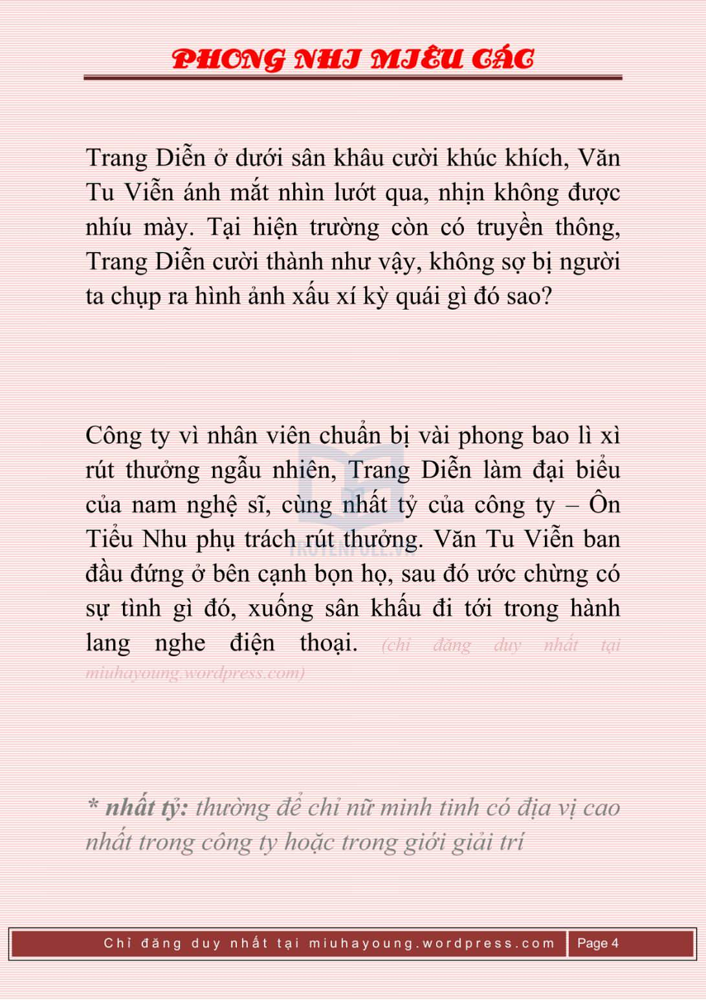 PHONG NHI MIÊU CÁC
Trang Diễn ở dưới sân khâu cười khúc khích, Văn
Tu Viễn ánh mắt nhìn lướt qua, nhịn không được
nhíu mày. Tại hiện trường còn có truyền thông,
Trang Diễn cười thành như vậy, không sợ bị người
ta chụp ra hình ảnh xấu xí kỳ quái gì đó sao?
Công ty vì nhân viên chuẩn bị vài phong bao lì xì
rút thưởng ngẫu nhiên, Trang Diễn làm đại biểu
của nam nghệ sĩ, cùng nhất tỷ của công ty – Ôn
Tiểu Nhu phụ trách rút thưởng. Văn Tu Viễn ban
đầu đứng ở bên cạnh bọn họ, sau đó ước chừng có
sự tình gì đó, xuống sân khấu đi tới trong hành
lang nghe điện thoại. (chỉ đăng duy nhất tại
miuhayoung.wordpress.com)
TRUYENFULL.VN
* nhất tỷ: thường để chỉ nữ minh tinh có địa vị cao
nhất trong công ty hoặc trong giới giải trí
Chỉ đăng duy nhất tại miuhayoung.wordpress.com Page 4